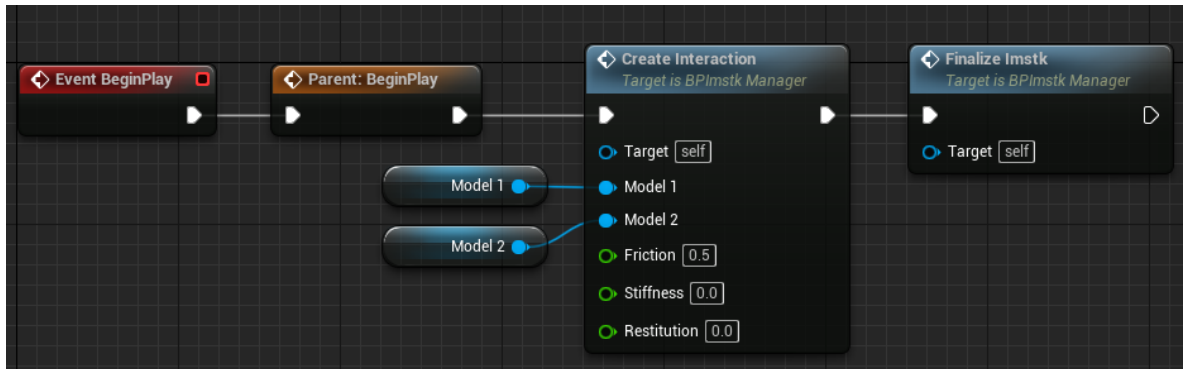 Event BeginPlay
Parent: BeginPlay
Create Interaction
Target is BPImstk Manager
Target self
Model 1
Model 2
Friction 0.5
Stiffness 0.0
Restitution 0.0
Model 1
Model 2
Finalize Imstk
Target is BPImstk Manager
Target self